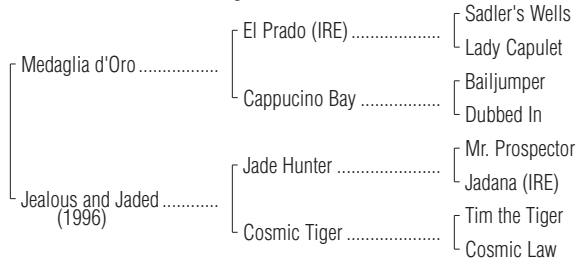 Sadler's Wells
El Prado (IRE) ....................
Lady Capulet
Medaglia d'Oro ..................
Bailjumper
Cappucino Bay ..................
Dubbed In
Mr. Prospector
Jade Hunter .......................
Jadana (IRE)
Jealous and Jaded ............
(1996)
Tim the Tiger
Cosmic Tiger .....................
Cosmic Law